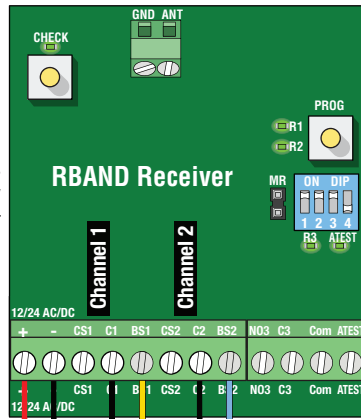 GND ANT
CHECK
PROG
R1
R2
RBAND Receiver
MR
ON DIP
1 2 3 4
R3 ATEST
Channel 1
Channel 2
12/24 AC/DC
+ - CS1 C1 BS1 CS2 C2 BS2 NO3 C3 Com ATEST
CS1 C1 BS1 CS2 C2 BS2 NO3 C3 Com ATEST
12/24 AC/DC